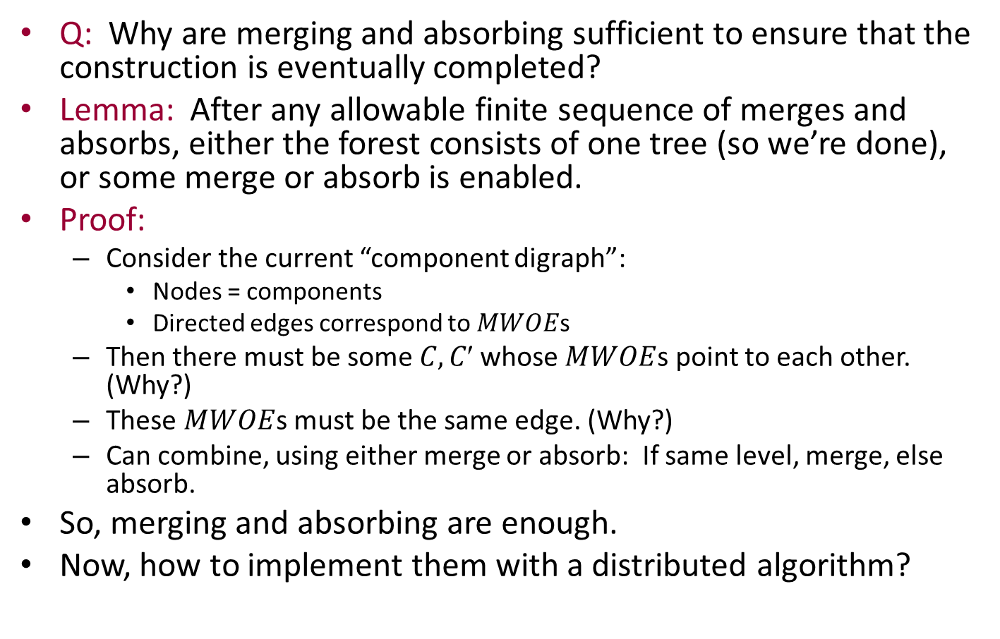 • Q: Why are merging and absorbing sufficient to ensure that the
construction is eventually completed?
• Lemma: After any allowable finite sequence of merges and
absorbs, either the forest consists of one tree (so we’re done),
or some merge or absorb is enabled.
• Proof:
– Consider the current “component digraph”:
• Nodes = components
• Directed edges correspond to 𝑀𝑊𝑂𝐸s
– Then there must be some 𝐶, 𝐶′ whose 𝑀𝑊𝑂𝐸s point to each other.
(Why?)
– These 𝑀𝑊𝑂𝐸s must be the same edge. (Why?)
– Can combine, using either merge or absorb: If same level, merge, else
absorb.
• So, merging and absorbing are enough.
• Now, how to implement them with a distributed algorithm?